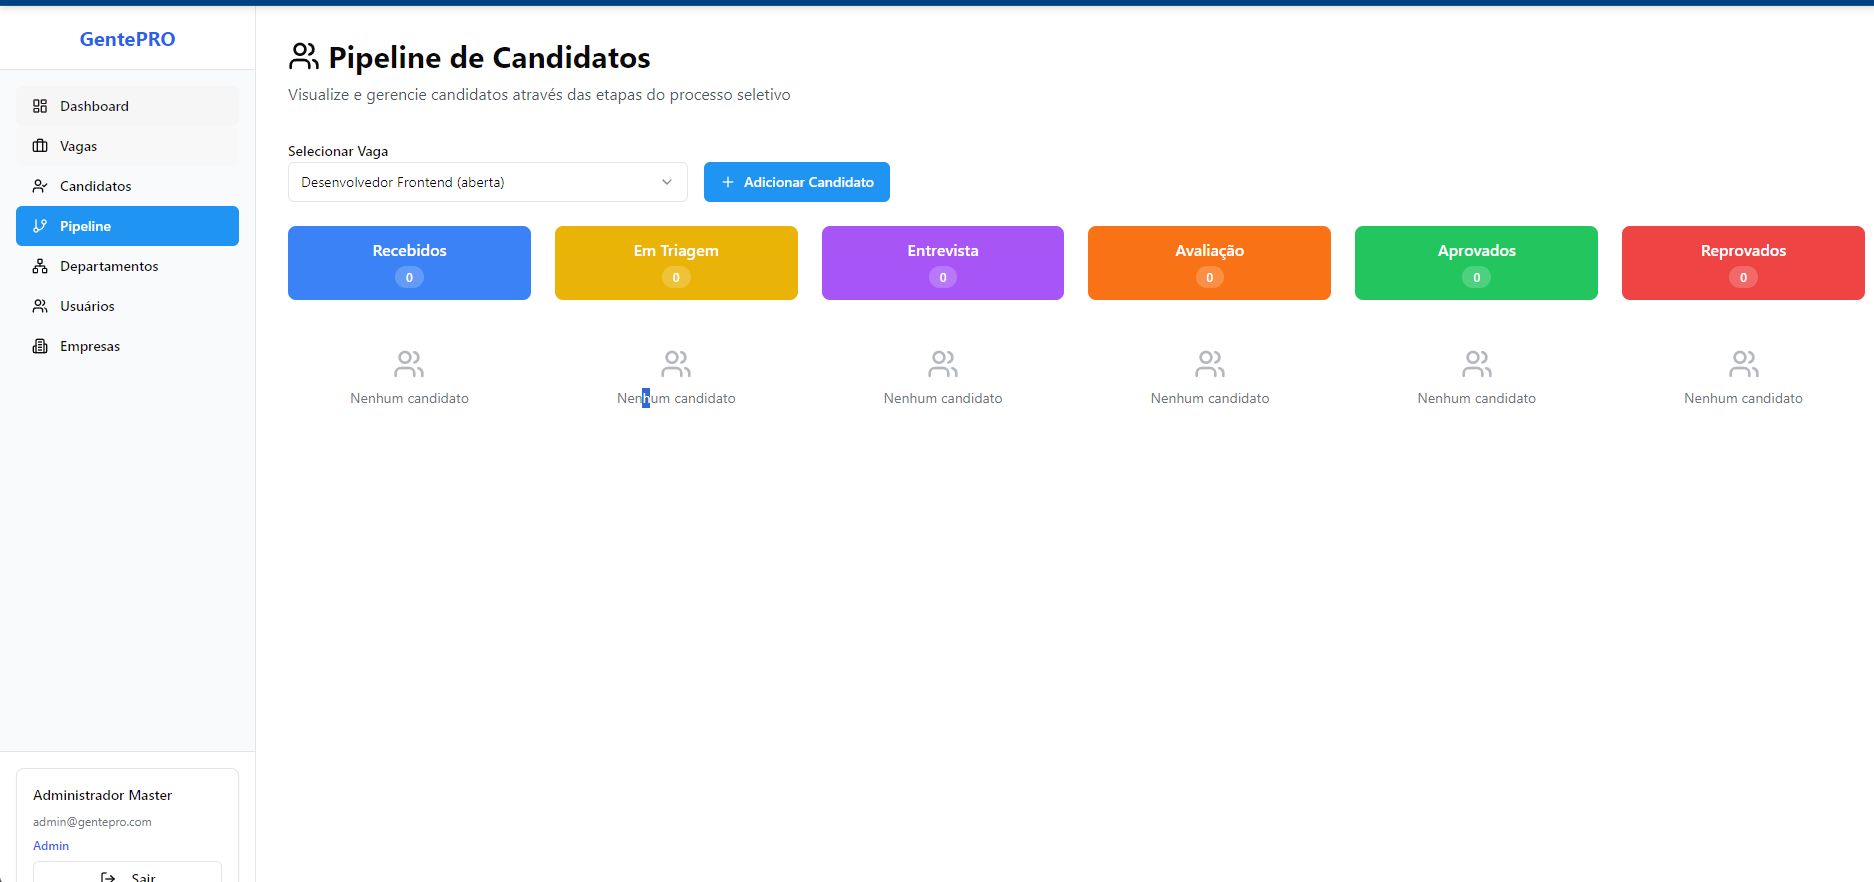 GentePRO
Dashboard
Vagas
Candidatos
Pipeline
Departamentos
Usuários
Empresas
Administrador Master
admin@gentepro.com
Admin
Sair
Pipeline de Candidatos
Visualize e gerencie candidatos através das etapas do processo seletivo
Selecionar Vaga
Desenvolvedor Frontend (aberta)
Adicionar Candidato
Recebidos
0
Nenhum candidato
Em Triagem
0
Nenhum candidato
Entrevista
0
Nenhum candidato
Avaliação
0
Nenhum candidato
Aprovados
0
Nenhum candidato
Reprovados
0
Nenhum candidato